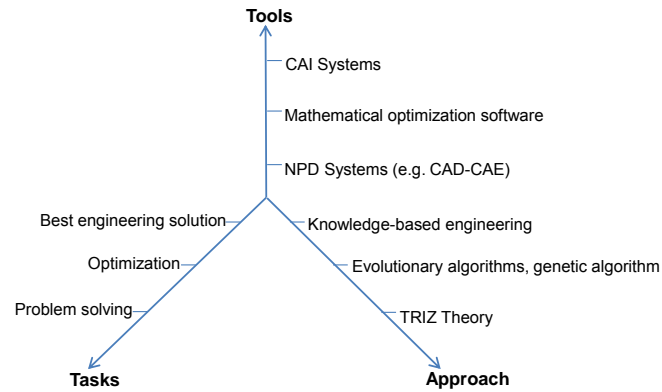 Tools
CAI Systems
Mathematical optimization software
NPD Systems (e.g. CAD-CAE)
Best engineering solution
Knowledge-based engineering
Optimization
Evolutionary algorithms, genetic algorithm
Problem solving
TRIZ Theory
Tasks
Approach